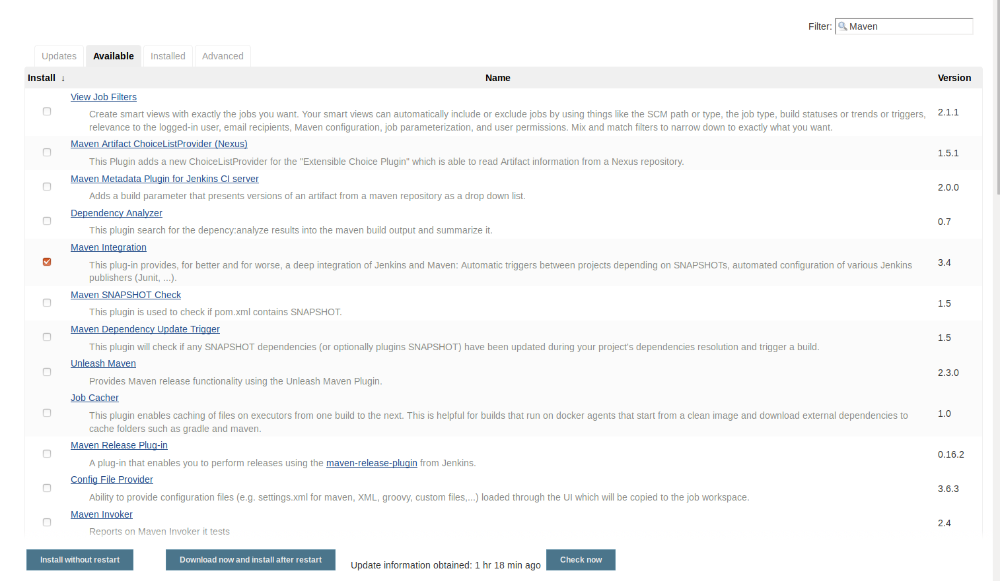 Filter: Maven
Updates Available Installed Advanced
Install ↓ Name Version
View Job Filters
Create smart views with exactly the jobs you want. Your smart views can automatically include or exclude jobs by using things like the SCM path or type, the job type, build statuses or trends or triggers,
relevance to the logged-in user, email recipients, Maven configuration, job parameterization, and user permissions. Mix and match filters to narrow down to exactly what you want.
2.1.1
Maven Artifact ChoiceListProvider (Nexus)
This Plugin adds a new ChoiceListProvider for the "Extensible Choice Plugin" which is able to read Artifact information from a Nexus repository.
1.5.1
Maven Metadata Plugin for Jenkins CI server
Adds a build parameter that presents versions of an artifact from a maven repository as a drop down list.
2.0.0
Dependency Analyzer
This plugin search for the depency:analyze results into the maven build output and summarize it.
0.7
Maven Integration
This plug-in provides, for better and for worse, a deep integration of Jenkins and Maven: Automatic triggers between projects depending on SNAPSHOTs, automated configuration of various Jenkins
publishers (Junit, ...).
3.4
Maven SNAPSHOT Check
This plugin is used to check if pom.xml contains SNAPSHOT.
1.5
Maven Dependency Update Trigger
This plugin will check if any SNAPSHOT dependencies (or optionally plugins SNAPSHOT) have been updated during your project's dependencies resolution and trigger a build.
1.5
Unleash Maven
Provides Maven release functionality using the Unleash Maven Plugin.
2.3.0
Job Cacher
This plugin enables caching of files on executors from one build to the next. This is helpful for builds that run on docker agents that start from a clean image and download external dependencies to
cache folders such as gradle and maven.
1.0
Maven Release Plug-in
A plug-in that enables you to perform releases using the maven-release-plugin from Jenkins.
0.16.2
Config File Provider
Ability to provide configuration files (e.g. settings.xml for maven, XML, groovy, custom files,...) loaded through the UI which will be copied to the job workspace.
3.6.3
Maven Invoker
Reports on Maven Invoker it tests
2.4
Install without restart Download now and install after restart Update information obtained: 1 hr 18 min ago Check now